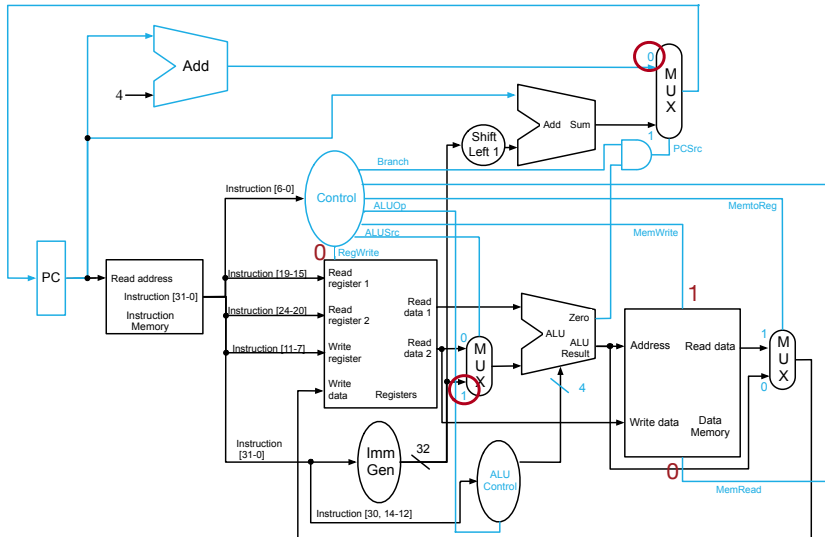 0
M
U
X
Add
4
Add Sum
Shift
Left 1
1
PCSrc
Branch
Instruction [6-0]
Control
ALUOp
MemtoReg
ALUSrc
MemWrite
0
RegWrite
PC
Read address
Instruction [31-0]
Instruction
Memory
Instruction [19-15]
Read
register 1
Instruction [24-20]
Read
register 2
Instruction [11-7]
Write
register
Write
data
Registers
Read
data 1
Read
data 2
0
M
U
X
1
Zero
ALU
ALU
Result
4
1
Address
Read data
Write data
Data
Memory
0
MemRead
1
M
U
X
0
Instruction
[31-0]
Imm
Gen
32
ALU
Control
Instruction [30, 14-12]